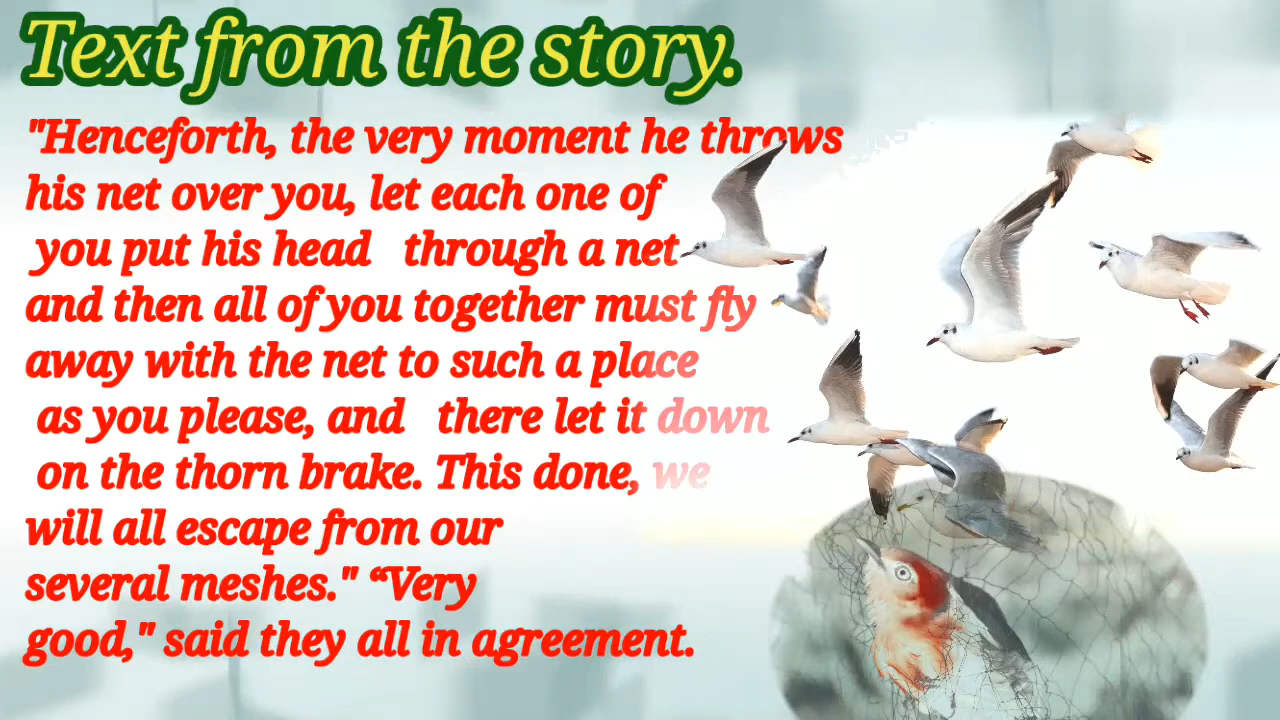 Text from the story.
"Henceforth, the very moment he throws
his net over you, let each one of
you put his head through a net
and then all of you together must fly
away with the net to such a place
as you please, and there let it down
on the thorn brake. This done, we
will all escape from our
several meshes." “Very
good," said they all in agreement.